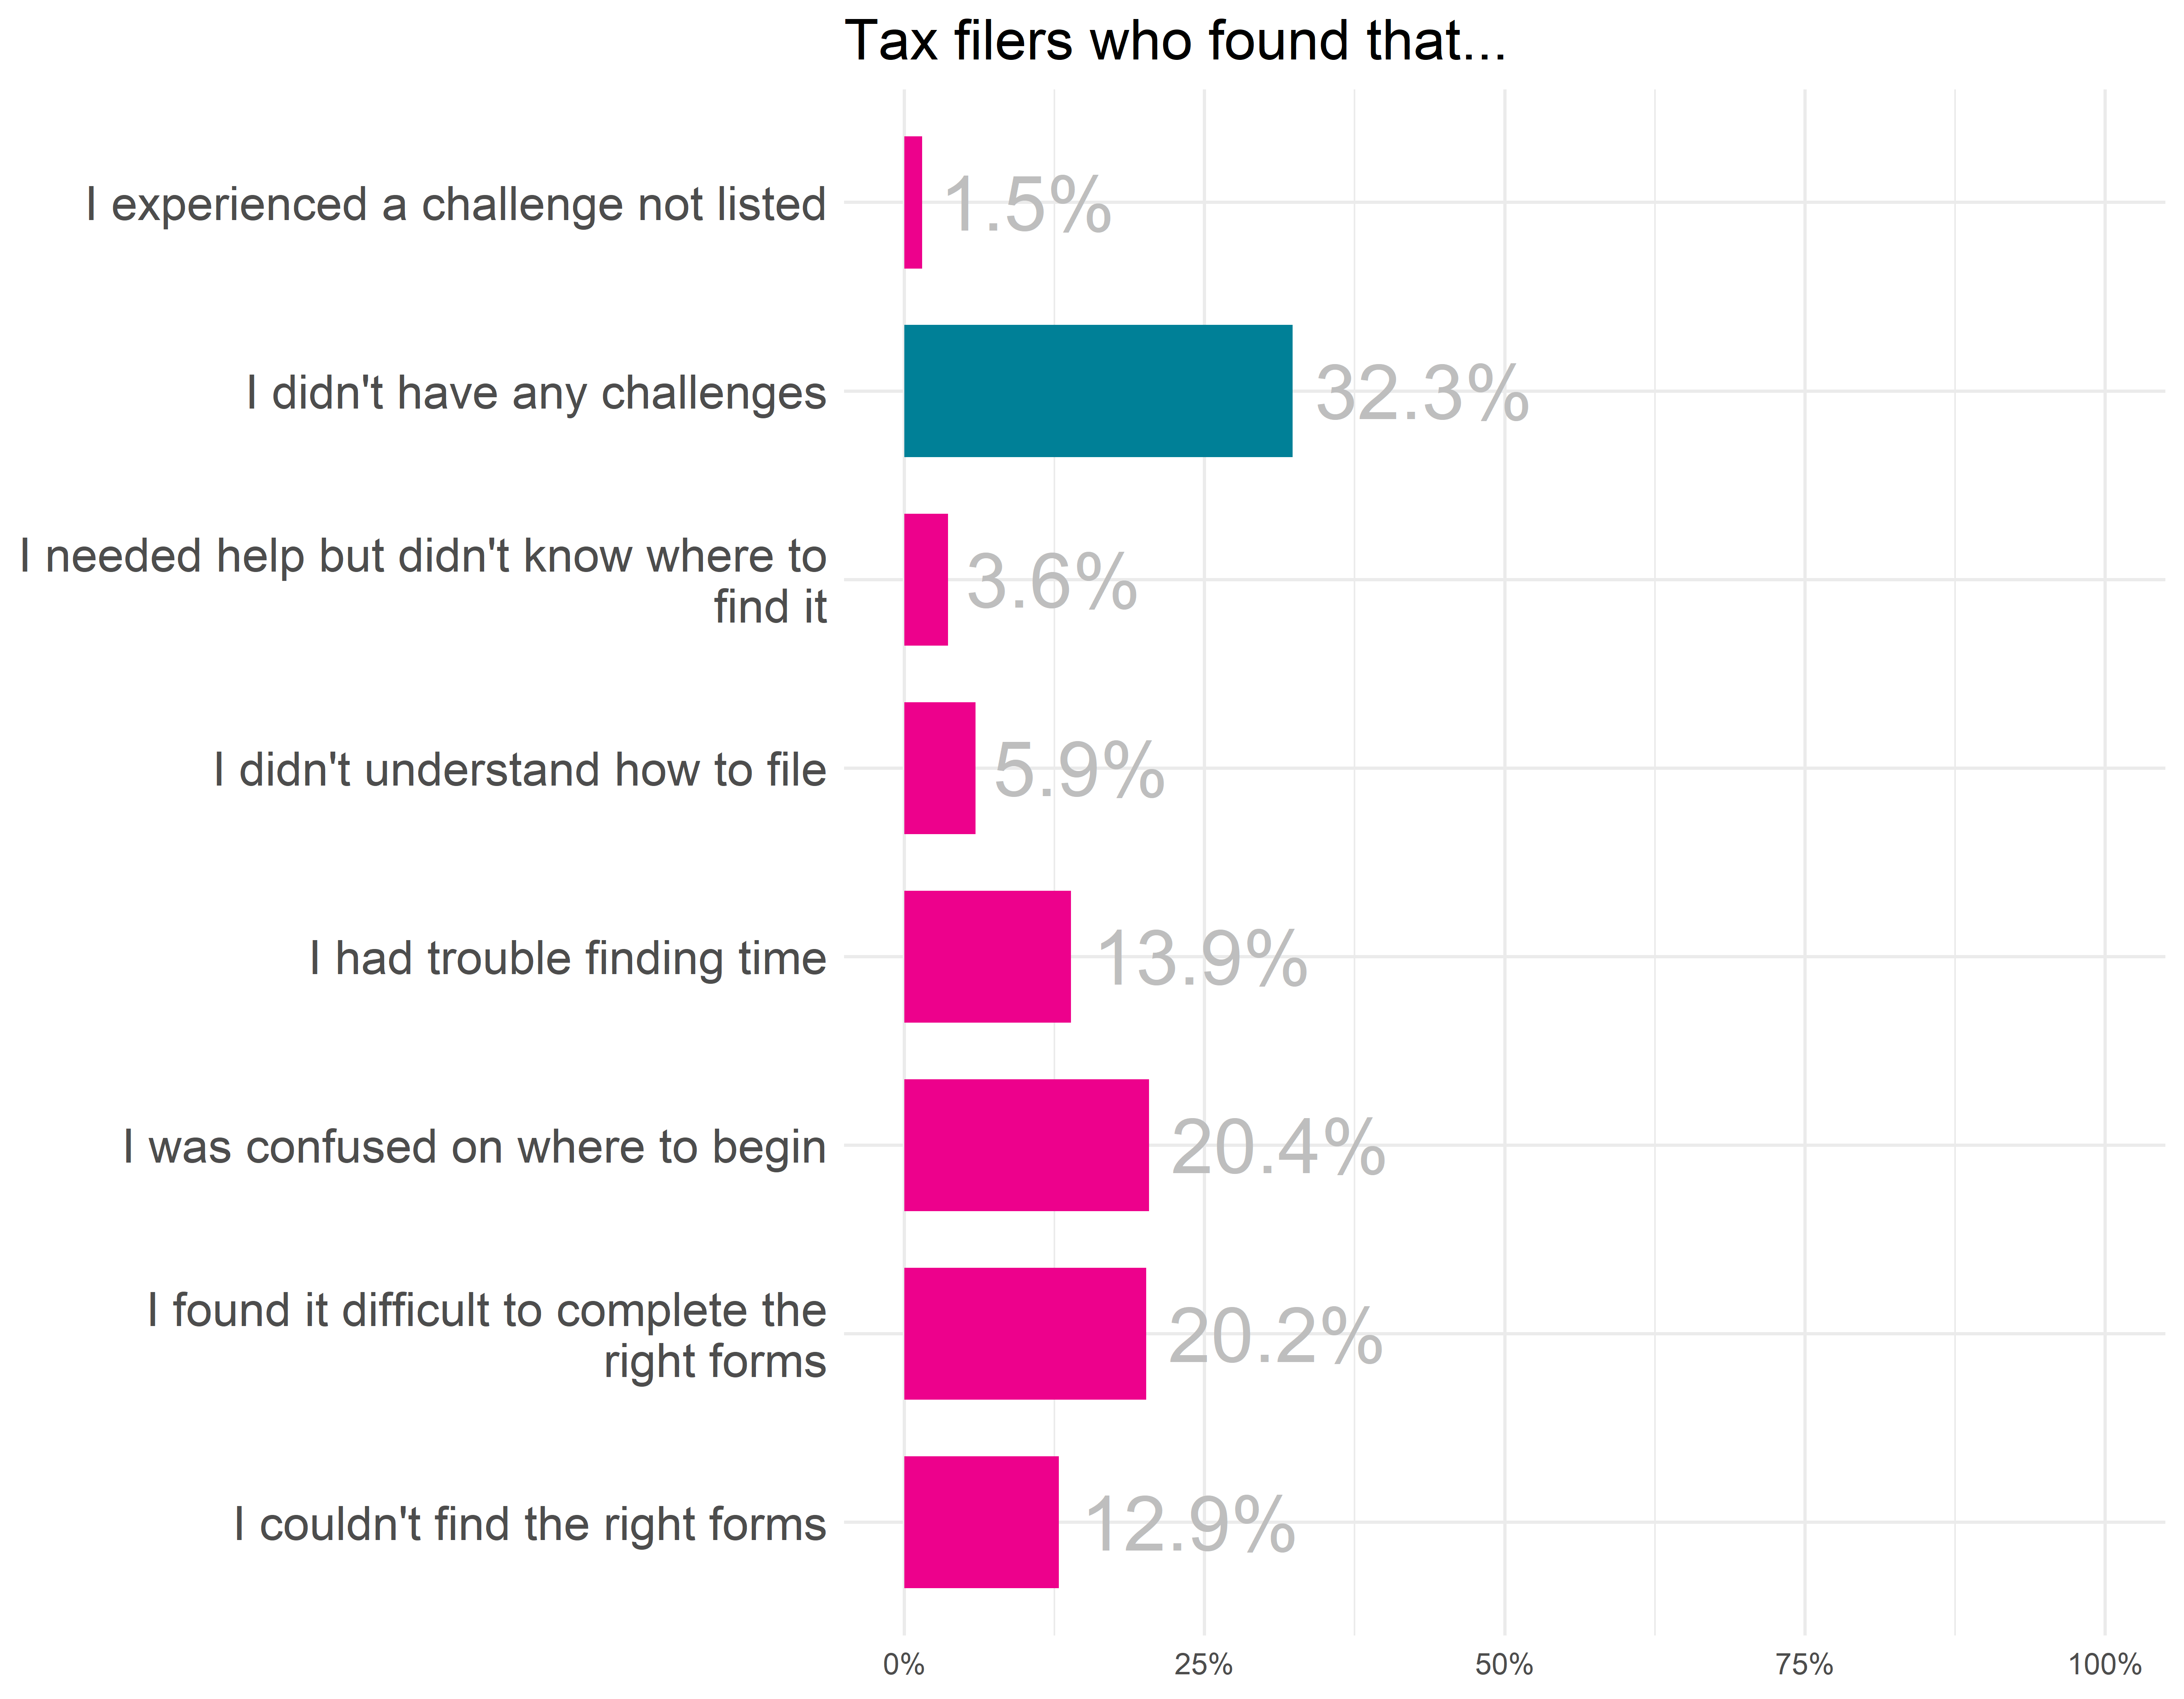 Tax filers who found that...
I experienced a challenge not listed
1.5%
I didn't have any challenges
32.3%
I needed help but didn't know where to
find it
3.6%
I didn't understand how to file
5.9%
I had trouble finding time
13.9%
I was confused on where to begin
20.4%
I found it difficult to complete the
right forms
20.2%
I couldn't find the right forms
12.9%
0%
25%
50%
75%
100%